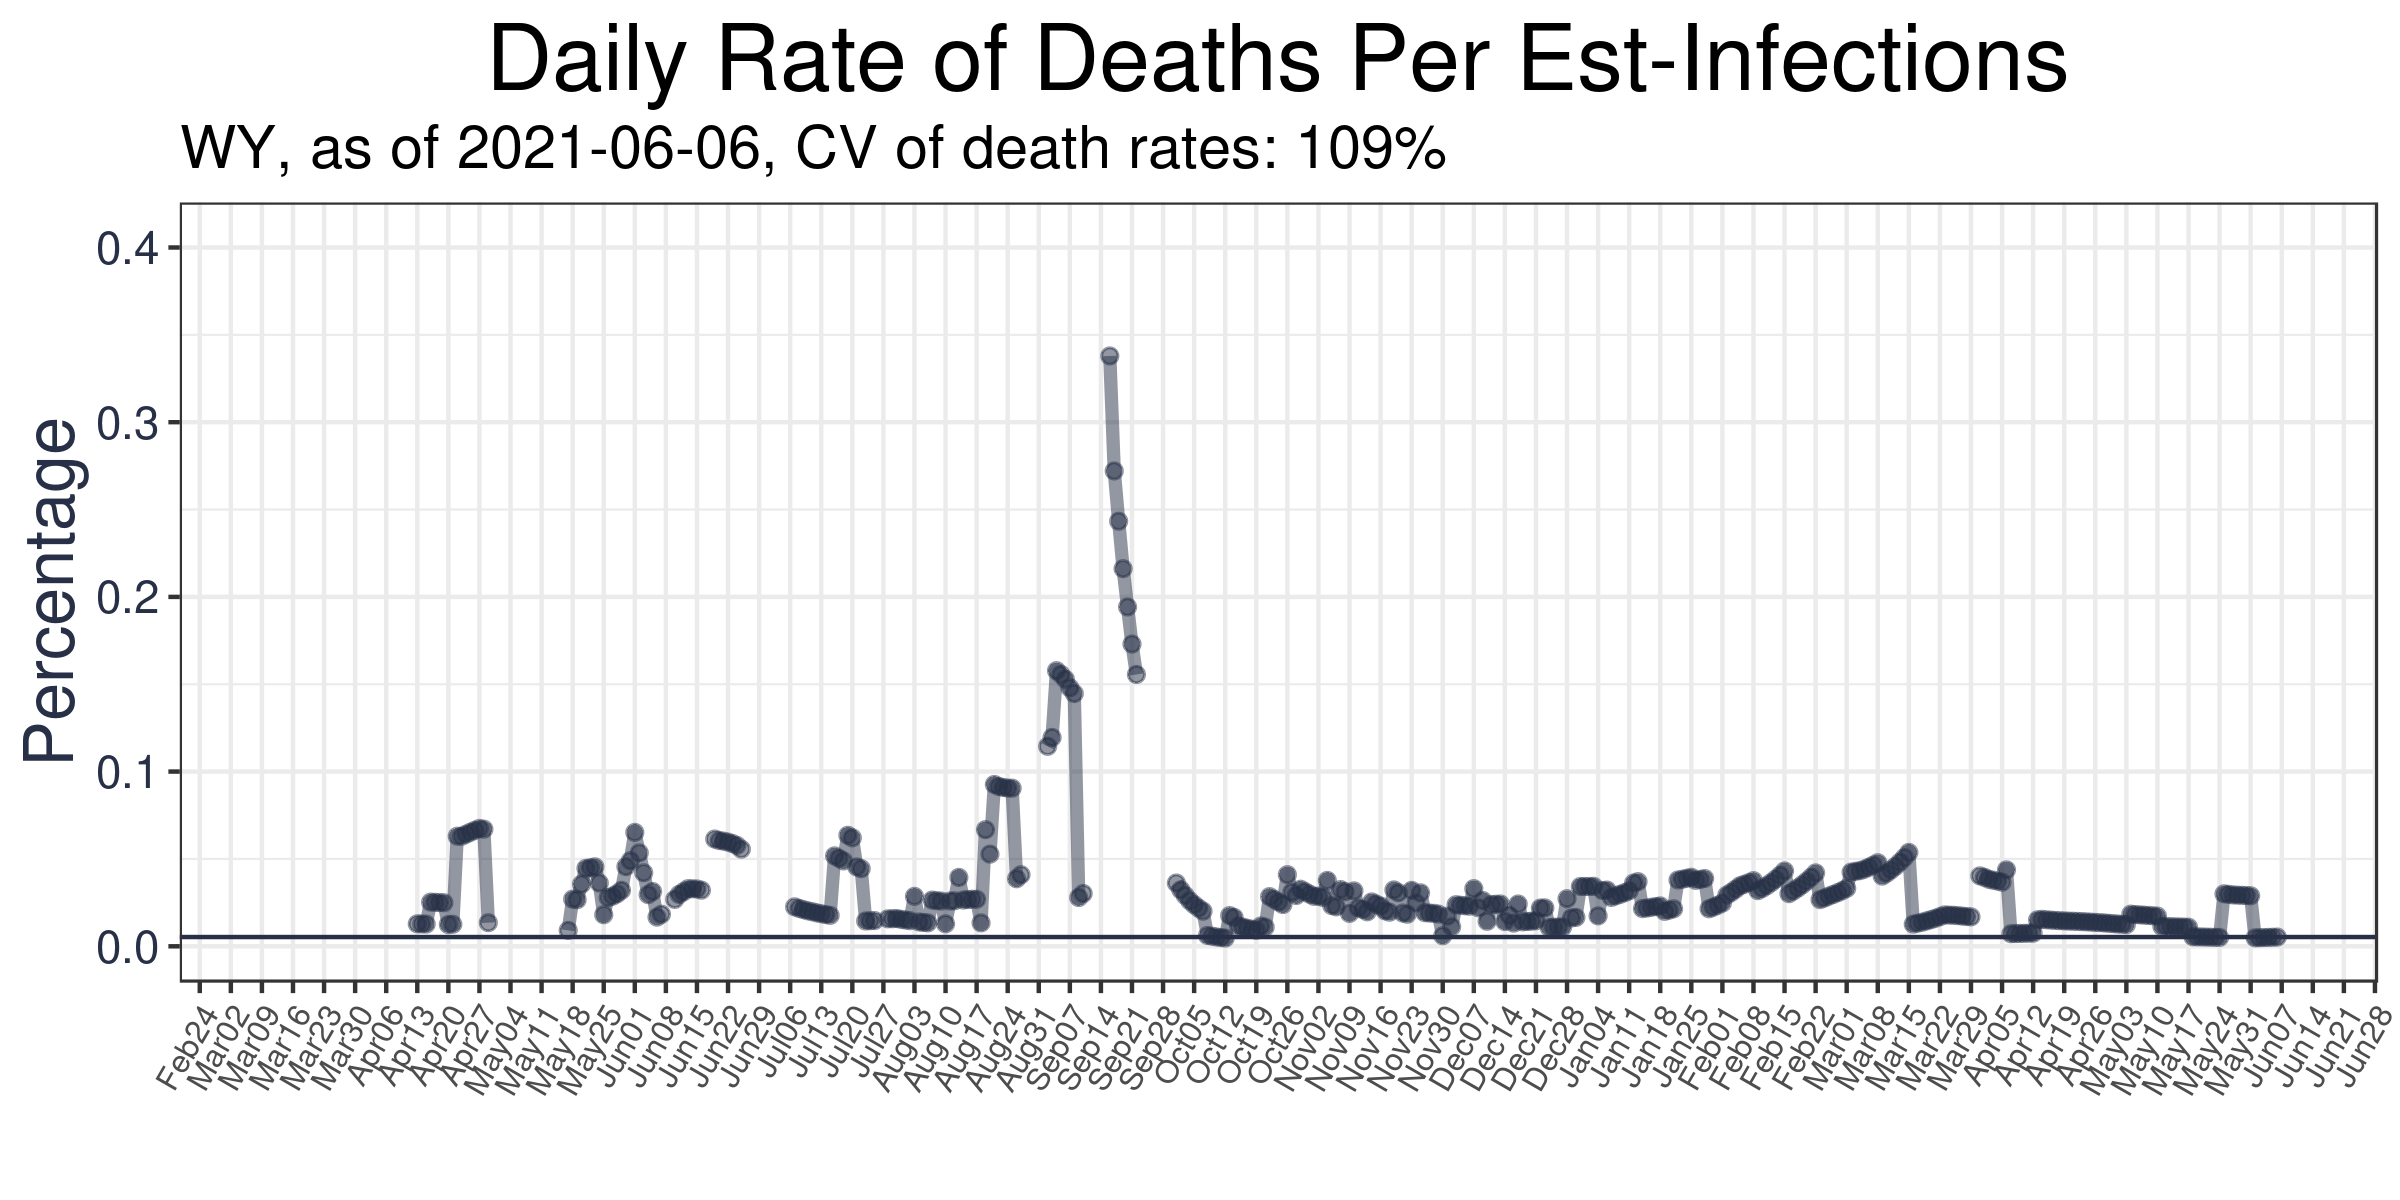 Daily Rate of Deaths Per Est-Infections
WY, as of 2021-06-06, CV of death rates: 109%
Percentage
0.4
0.3
0.2
0.1
0.0
Feb24
Mar02
Mar09
Mar16
Mar23
Mar30
Apr06
Apr13
Apr20
Apr27
May04
May11
May18
May25
Jun01
Jun08
Jun15
Jun22
Jun29
Jul06
Jul13
Jul20
Jul27
Aug03
Aug10
Aug17
Aug24
Aug31
Sep07
Sep14
Sep21
Sep28
Oct05
Oct12
Oct19
Oct26
Nov02
Nov09
Nov16
Nov23
Nov30
Dec07
Dec14
Dec21
Dec28
Jan04
Jan11
Jan18
Jan25
Feb01
Feb08
Feb15
Feb22
Mar01
Mar08
Mar15
Mar22
Mar29
Apr05
Apr12
Apr19
Apr26
May03
May10
May17
May24
May31
Jun07
Jun14
Jun21
Jun28